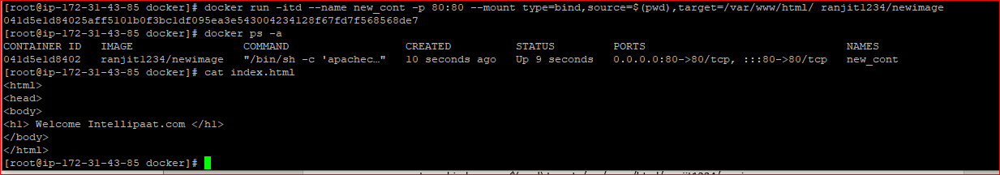 [root@ip-172-31-43-85 docker]# docker run -itd --name new_cont -p 80:80 --mount type=bind,source=$(pwd),target=/var/www/html/ ranjit1234/newimage
041d5e1d84025aff5101b0f3bc1df095ea3e543004234128f67fd7f568568de7
[root@ip-172-31-43-85 docker]# docker ps -a
CONTAINER ID   IMAGE                 COMMAND                  CREATED          STATUS         PORTS                               NAMES
041d5e1d8402   ranjit1234/newimage   "/bin/sh -c 'apachec…"   10 seconds ago   Up 9 seconds   0.0.0.0:80->80/tcp, :::80->80/tcp   new_cont
[root@ip-172-31-43-85 docker]# cat index.html
<html>
<head>
<body>
<h1> Welcome Intellipaat.com </h1>
</body>
</html>
[root@ip-172-31-43-85 docker]#